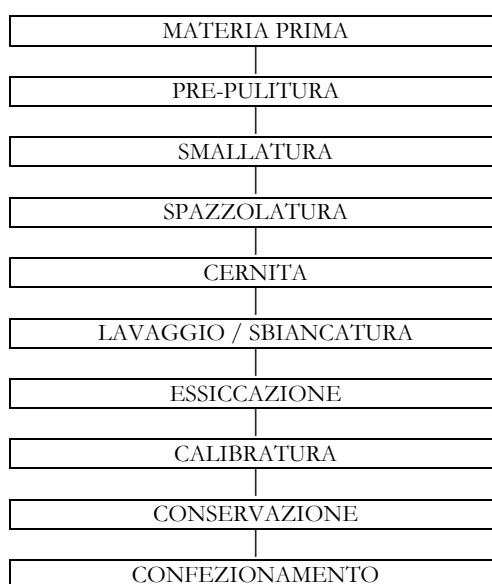 MATERIA PRIMA
PRE-PULITURA
SMALLATURA
SPAZZOLATURA
CERNITA
LAVAGGIO / SBIANCATURA
ESSICCAZIONE
CALIBRATURA
CONSERVAZIONE
CONFEZIONAMENTO